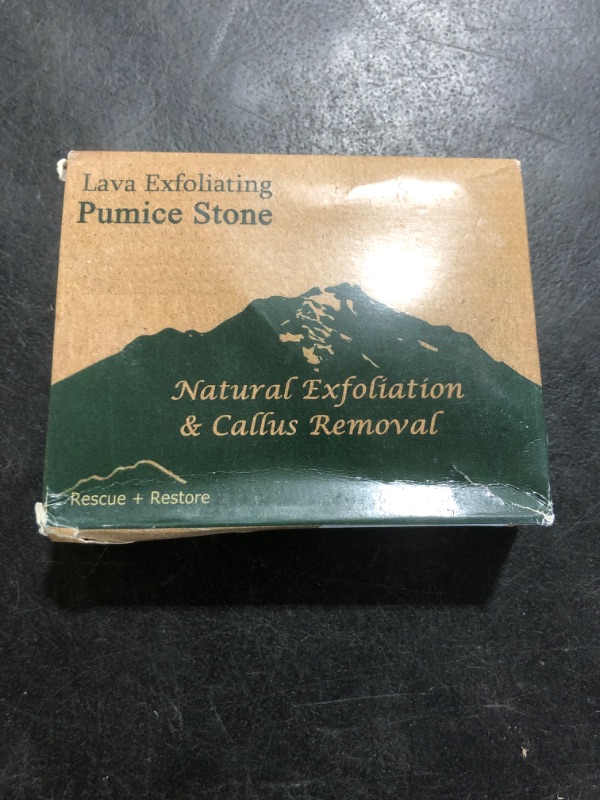 Lava Exfoliating
Pumice Stone
Natural Exfoliation
& Callus Removal
Rescue + Restore